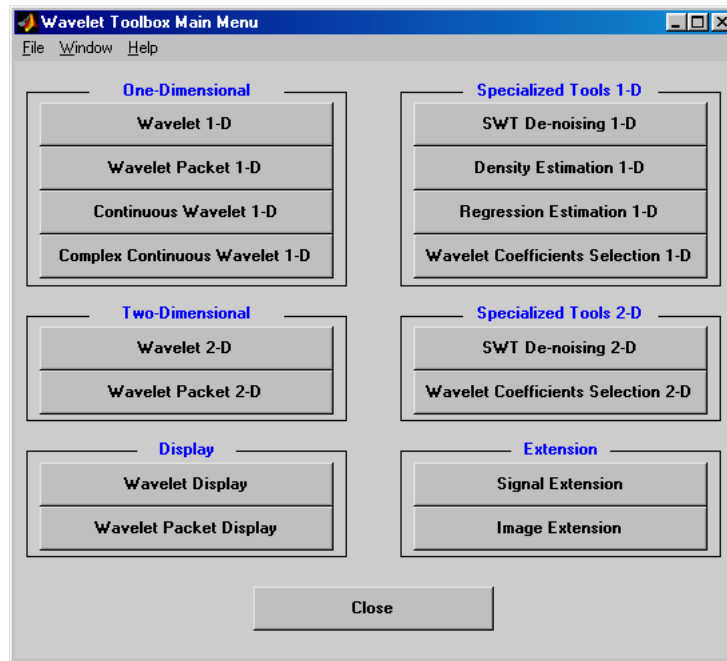 Wavelet Toolbox Main Menu
File Window Help
One-Dimensional
Wavelet 1-D
Wavelet Packet 1-D
Continuous Wavelet 1-D
Complex Continuous Wavelet 1-D
Specialized Tools 1-D
SWT De-noising 1-D
Density Estimation 1-D
Regression Estimation 1-D
Wavelet Coefficients Selection 1-D
Two-Dimensional
Wavelet 2-D
Wavelet Packet 2-D
Specialized Tools 2-D
SWT De-noising 2-D
Wavelet Coefficients Selection 2-D
Display
Wavelet Display
Wavelet Packet Display
Extension
Signal Extension
Image Extension
Close